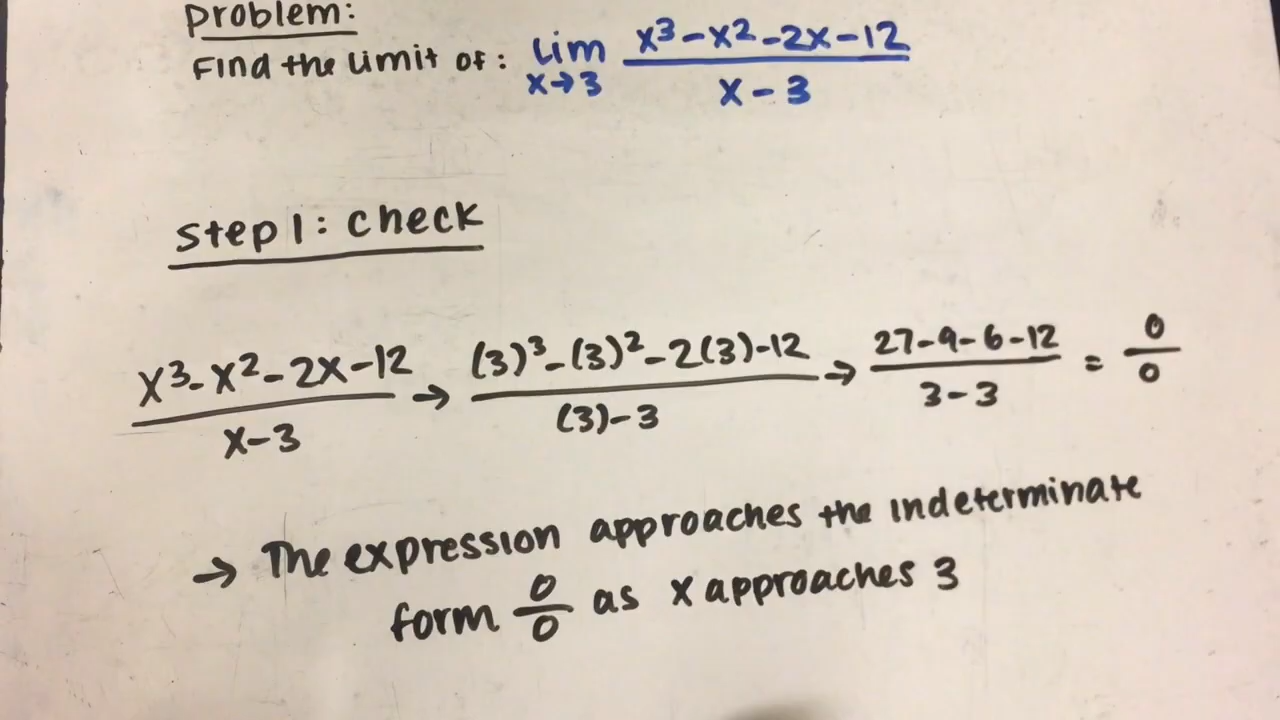 Problem:
Find the limit of: lim x→3 (x³-x²-2x-12)/(x-3)
Step 1: Check
(x³-x²-2x-12)/(x-3) → ((3)³-(3)²-2(3)-12)/((3)-3) → (27-9-6-12)/(3-3) = 0/0
→ The expression approaches the indeterminate
form 0/0 as x approaches 3